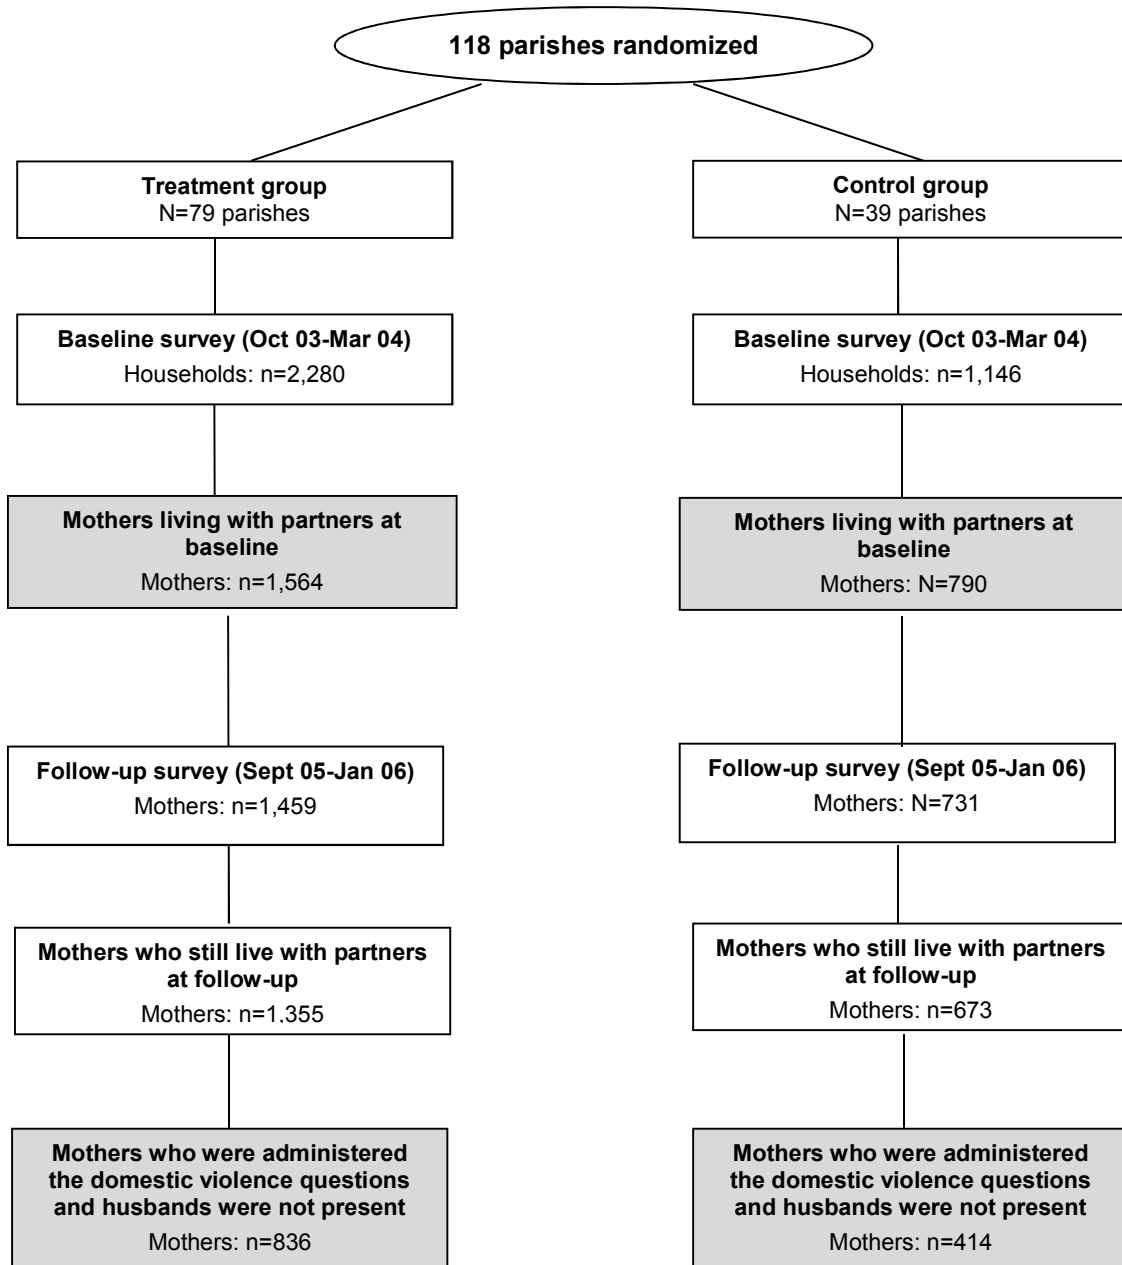 118 parishes randomized
Treatment group
N=79 parishes
Control group
N=39 parishes
Baseline survey (Oct 03-Mar 04)
Households: n=2,280
Baseline survey (Oct 03-Mar 04)
Households: n=1,146
Mothers living with partners at
baseline
Mothers: n=1,564
Mothers living with partners at
baseline
Mothers: N=790
Follow-up survey (Sept 05-Jan 06)
Mothers: n=1,459
Follow-up survey (Sept 05-Jan 06)
Mothers: N=731
Mothers who still live with partners
at follow-up
Mothers: n=1.355
Mothers who still live with partners
at follow-up
Mothers: n=673
Mothers who were administered
the domestic violence questions
and husbands were not present
Mothers: n=836
Mothers who were administered
the domestic violence questions
and husbands were not present
Mothers: n=414